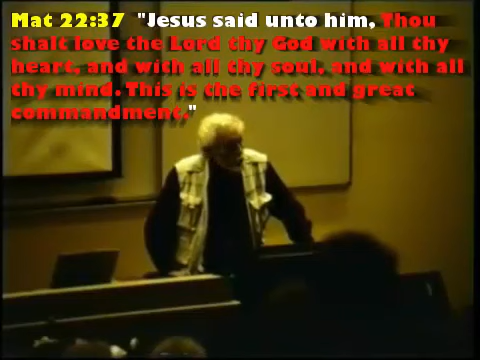 Mat 22:37 "Jesus said unto him, Thou
shalt love the Lord thy God with all thy
heart, and with all thy soul, and with all
thy mind. This is the first and great
commandment."